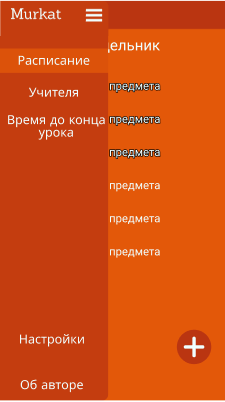 Murkat
Расписание
Учителя
Время до конца
урока
Настройки
Об авторе
дельник
предмета
предмета
предмета
предмета
предмета
предмета